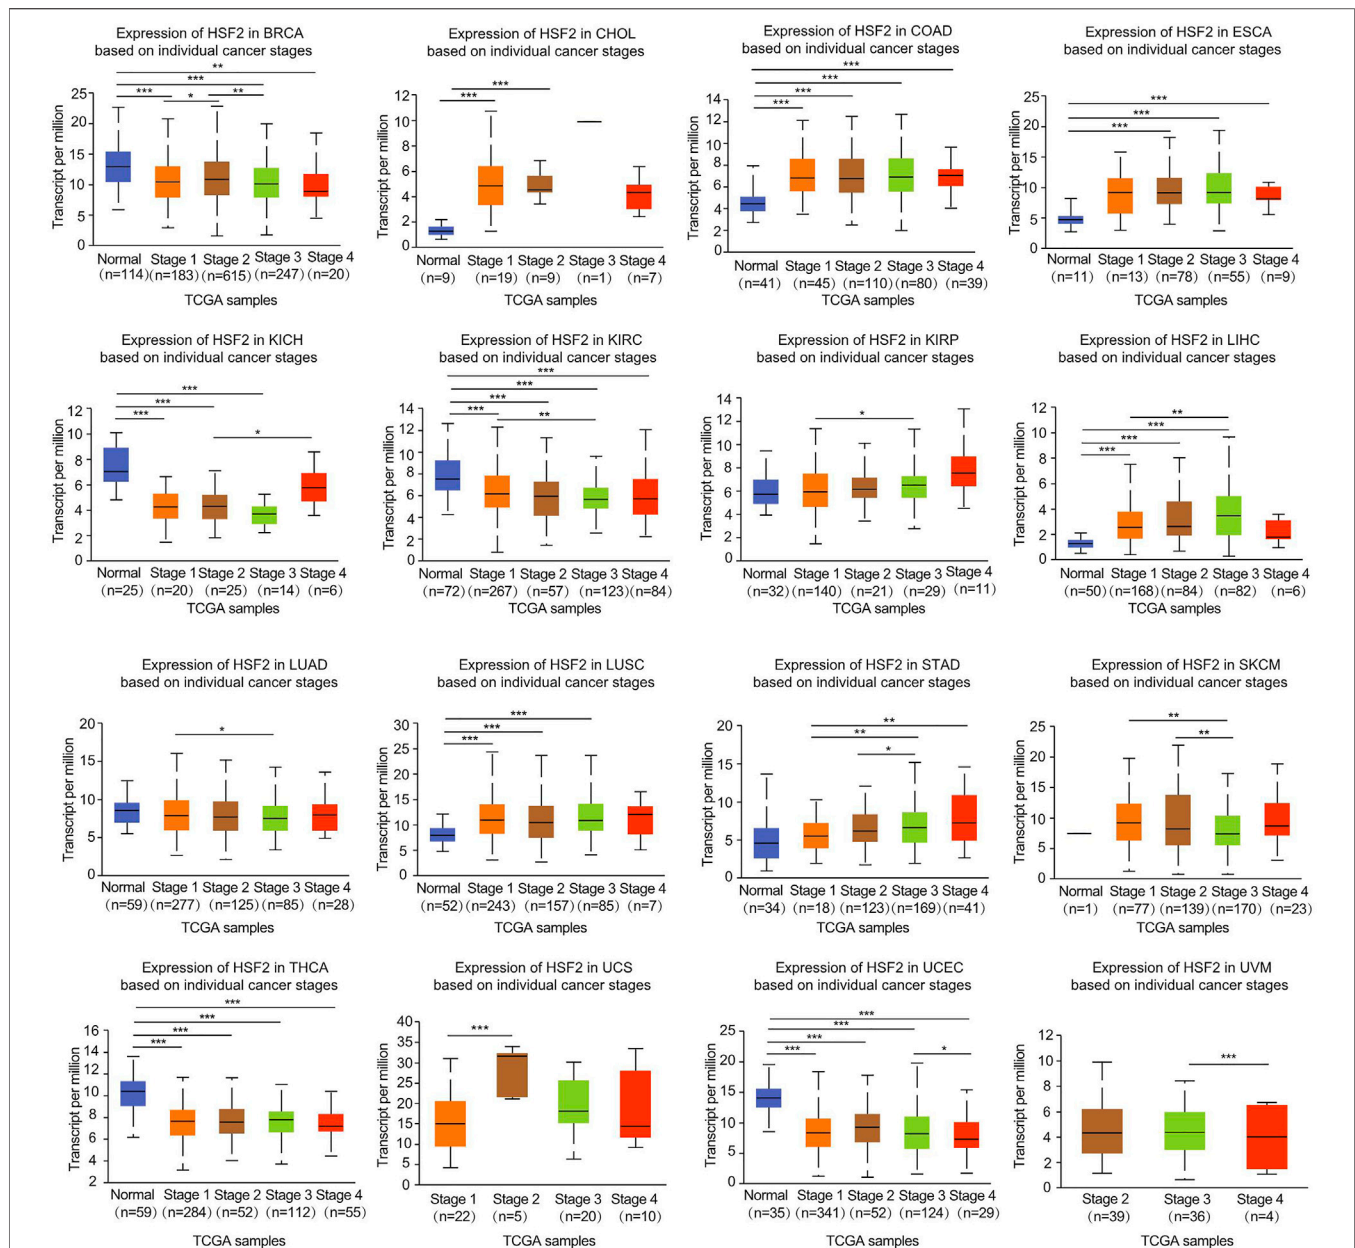 Expression of HSF2 in BRCA
based on individual cancer stages
**
***
***
*
**
Transcript per million
25
20
15
10
5
0
Normal Stage 1 Stage 2 Stage 3 Stage 4
(n=114) (n=183) (n=615) (n=247) (n=20)
TCGA samples
Expression of HSF2 in CHOL
based on individual cancer stages
***
***
Transcript per million
12
10
8
6
4
2
0
Normal Stage 1 Stage 2 Stage 3 Stage 4
(n=9) (n=19) (n=9) (n=1) (n=7)
TCGA samples
Expression of HSF2 in COAD
based on individual cancer stages
***
***
***
***
Transcript per million
14
12
10
8
6
4
2
0
Normal Stage 1 Stage 2 Stage 3 Stage 4
(n=41) (n=45) (n=110) (n=80) (n=39)
TCGA samples
Expression of HSF2 in ESCA
based on individual cancer stages
***
***
***
Transcript per million
25
20
15
10
5
0
Normal Stage 1 Stage 2 Stage 3 Stage 4
(n=11) (n=13) (n=78) (n=55) (n=9)
TCGA samples
Expression of HSF2 in KICH
based on individual cancer stages
***
***
***
*
Transcript per million
12
10
8
6
4
2
0
Normal Stage 1 Stage 2 Stage 3 Stage 4
(n=25) (n=20) (n=25) (n=14) (n=6)
TCGA samples
Expression of HSF2 in KIRC
based on individual cancer stages
***
***
***
***
**
Transcript per million
14
12
10
8
6
4
2
0
Normal Stage 1 Stage 2 Stage 3 Stage 4
(n=72) (n=267) (n=57) (n=123) (n=84)
TCGA samples
Expression of HSF2 in KIRP
based on individual cancer stages
*
Transcript per million
14
12
10
8
6
4
2
0
Normal Stage 1 Stage 2 Stage 3 Stage 4
(n=32) (n=140) (n=21) (n=29) (n=11)
TCGA samples
Expression of HSF2 in LIHC
based on individual cancer stages
**
***
***
***
Transcript per million
12
10
8
6
4
2
0
Normal Stage 1 Stage 2 Stage 3 Stage 4
(n=50) (n=168) (n=84) (n=82) (n=6)
TCGA samples
Expression of HSF2 in LUAD
based on individual cancer stages
*
Transcript per million
20
15
10
5
0
Normal Stage 1 Stage 2 Stage 3 Stage 4
(n=59) (n=277) (n=125) (n=85) (n=28)
TCGA samples
Expression of HSF2 in LUSC
based on individual cancer stages
***
***
***
Transcript per million
30
25
20
15
10
5
0
Normal Stage 1 Stage 2 Stage 3 Stage 4
(n=52) (n=243) (n=157) (n=85) (n=7)
TCGA samples
Expression of HSF2 in STAD
based on individual cancer stages
**
**
*
Transcript per million
20
15
10
5
0
Normal Stage 1 Stage 2 Stage 3 Stage 4
(n=34) (n=18) (n=123) (n=169) (n=41)
TCGA samples
Expression of HSF2 in SKCM
based on individual cancer stages
**
**
Transcript per million
25
20
15
10
5
0
Normal Stage 1 Stage 2 Stage 3 Stage 4
(n=1) (n=77) (n=139) (n=170) (n=23)
TCGA samples
Expression of HSF2 in THCA
based on individual cancer stages
***
***
***
***
Transcript per million
16
14
12
10
8
6
4
2
Normal Stage 1 Stage 2 Stage 3 Stage 4
(n=59) (n=284) (n=52) (n=112) (n=55)
TCGA samples
Expression of HSF2 in UCS
based on individual cancer stages
***
Transcript per million
40
35
30
25
20
15
10
5
0
Stage 1 Stage 2 Stage 3 Stage 4
(n=22) (n=5) (n=20) (n=10)
TCGA samples
Expression of HSF2 in UCEC
based on individual cancer stages
***
***
***
***
*
Transcript per million
25
20
15
10
5
0
Normal Stage 1 Stage 2 Stage 3 Stage 4
(n=35) (n=341) (n=52) (n=124) (n=29)
TCGA samples
Expression of HSF2 in UVM
based on individual cancer stages
***
Transcript per million
12
10
8
6
4
2
0
Stage 2 Stage 3 Stage 4
(n=39) (n=36) (n=4)
TCGA samples